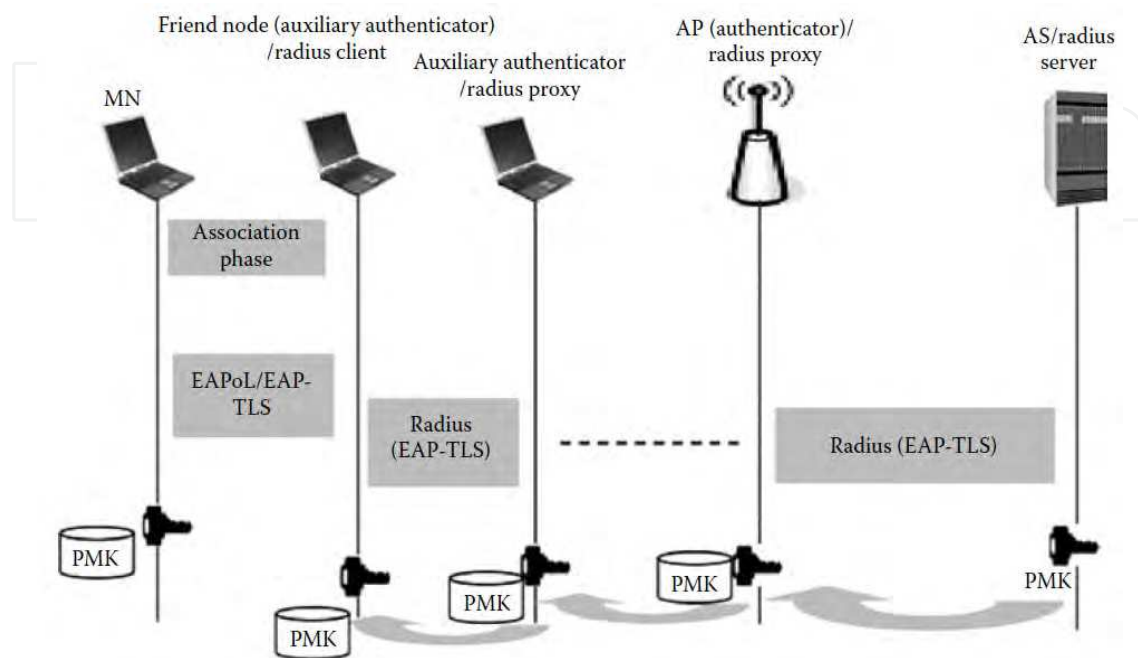 Friend node (auxiliary authenticator)
/radius client
AP (authenticator)/
radius proxy
AS/radius
server
Auxiliary authenticator
/radius proxy
MN
Association
phase
EAPoL/EAP-
TLS
Radius
(EAP-TLS)
Radius (EAP-TLS)
PMK
PMK
PMK
PMK
PMK